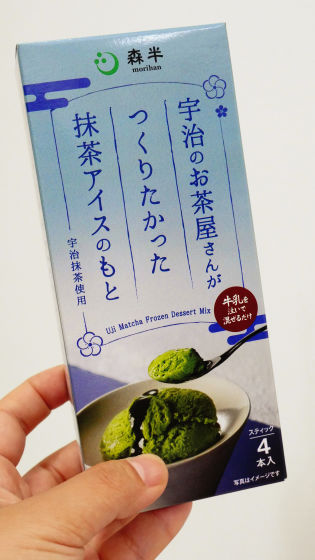 森半
morihan
宇治のお茶屋さんが
つくりたかった
抹茶アイスのもと
宇治抹茶使用
Uji Matcha Frozen Dessert Mix
牛乳を
注いで
混ぜるだけ
スティック
4
本入
写真はイメージです